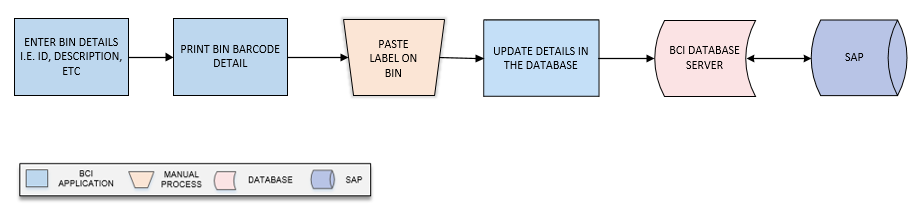 ENTER BIN DETAILS
I.E. ID, DESCRIPTION,
ETC
PRINT BIN BARCODE
DETAIL
PASTE
LABEL ON
BIN
UPDATE DETAILS IN
THE DATABASE
BCI DATABASE
SERVER
SAP
BCI
APPLICATION
MANUAL
PROCESS
DATABASE
SAP